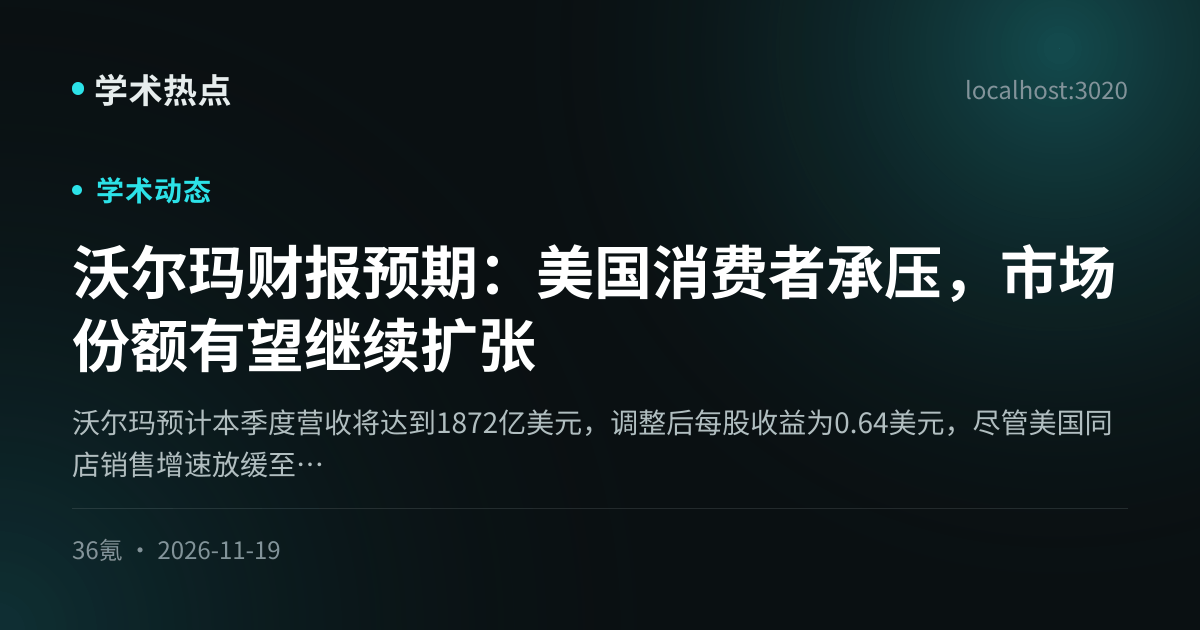 学术热点
localhost:3020
学术动态
沃尔玛财报预期：美国消费者承压，市场
份额有望继续扩张
沃尔玛预计本季度营收将达到1872亿美元，调整后每股收益为0.64美元，尽管美国同
店销售增速放缓至…
36氪 · 2026-11-19